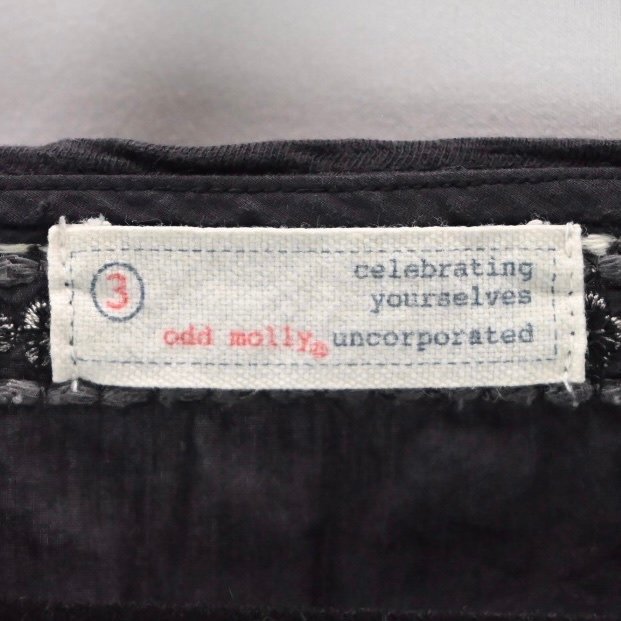 3
celebrating
yourselves
odd molly® uncorporated